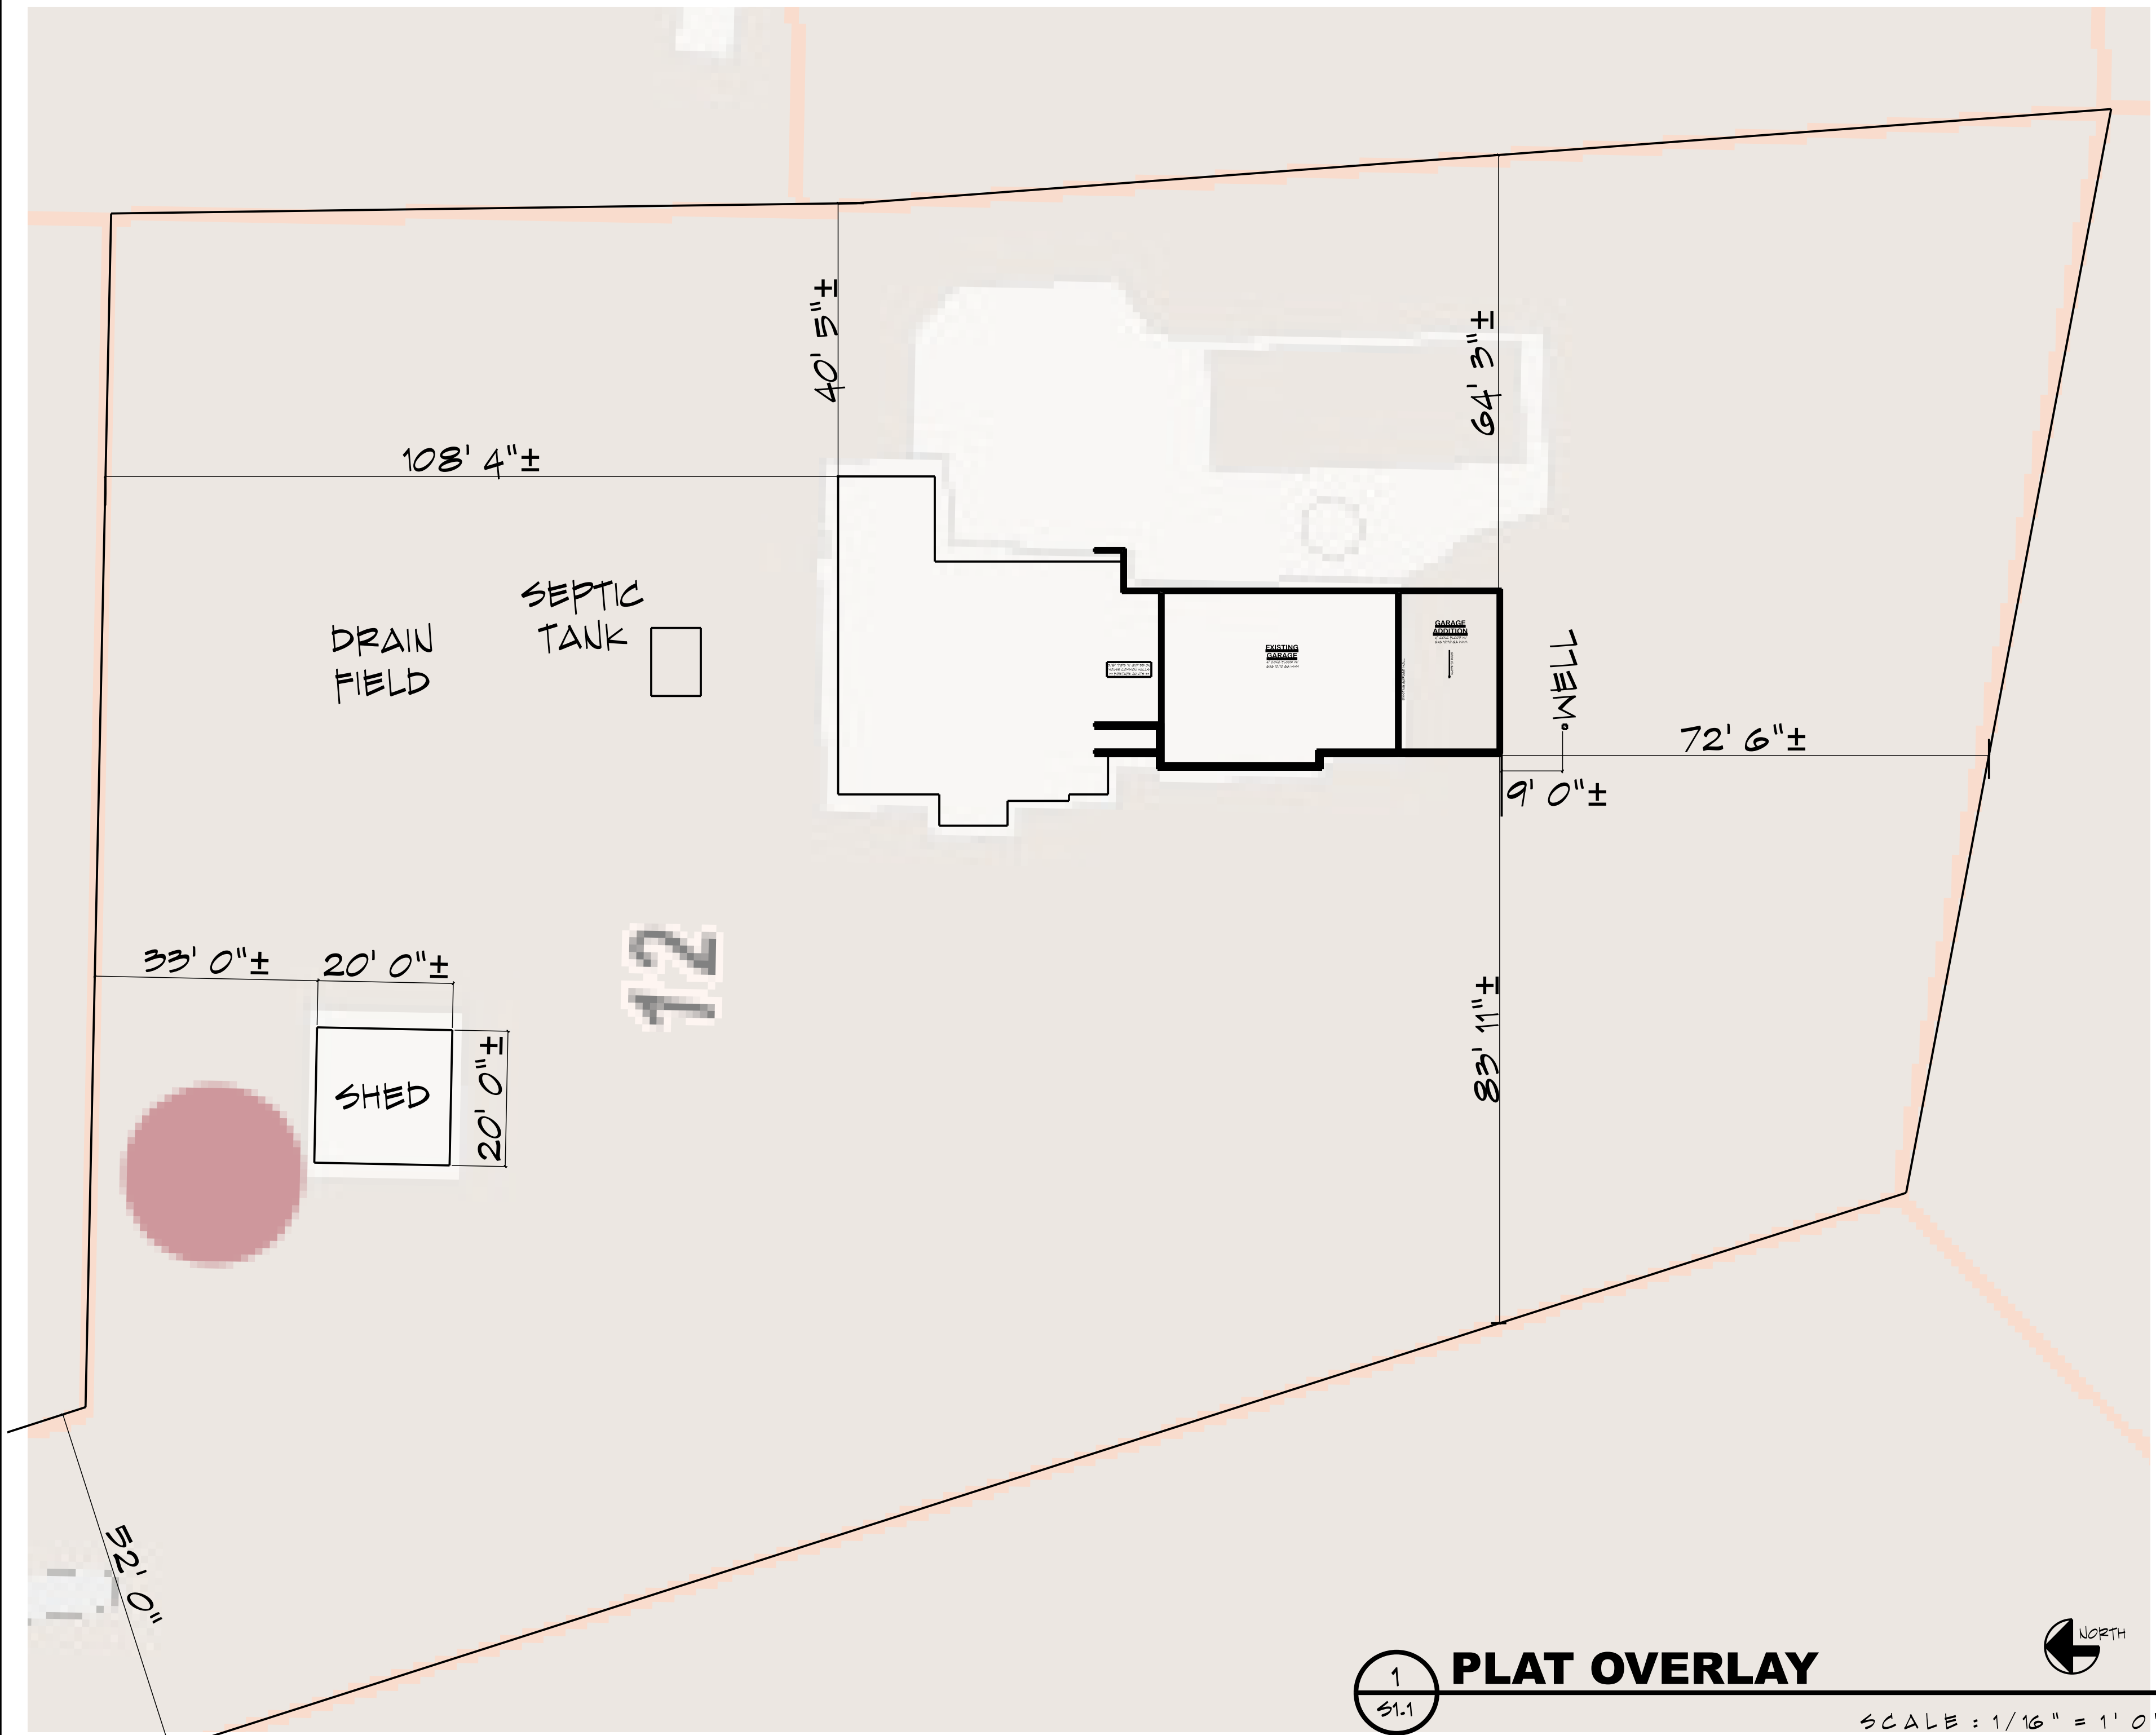 40' 5"±
64' 3"±
108' 4"±
SEPTIC
TANK
DRAIN
FIELD
EXISTING
GARAGE
GARAGE
ADDITION
WELL
72' 6"±
9' 0"±
12
33' 0"±
20' 0"±
SHED
20' 0"±
83' 11"±
52' 0"
1
S1.1
PLAT OVERLAY
NORTH
SCALE: 1/16" = 1' 0